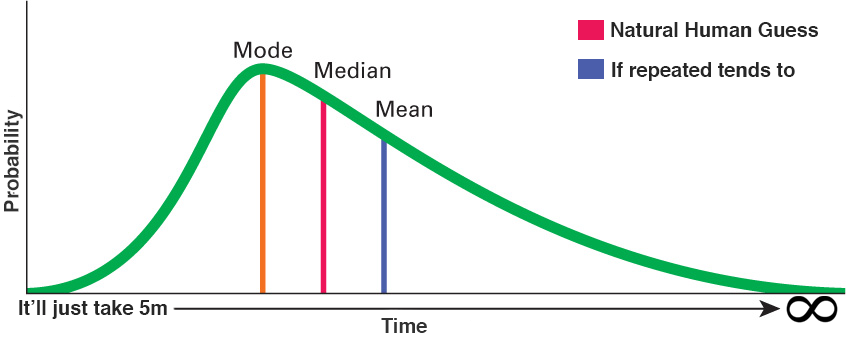 Natural Human Guess
If repeated tends to
Mode
Median
Mean
Probability
It'll just take 5m
∞
Time